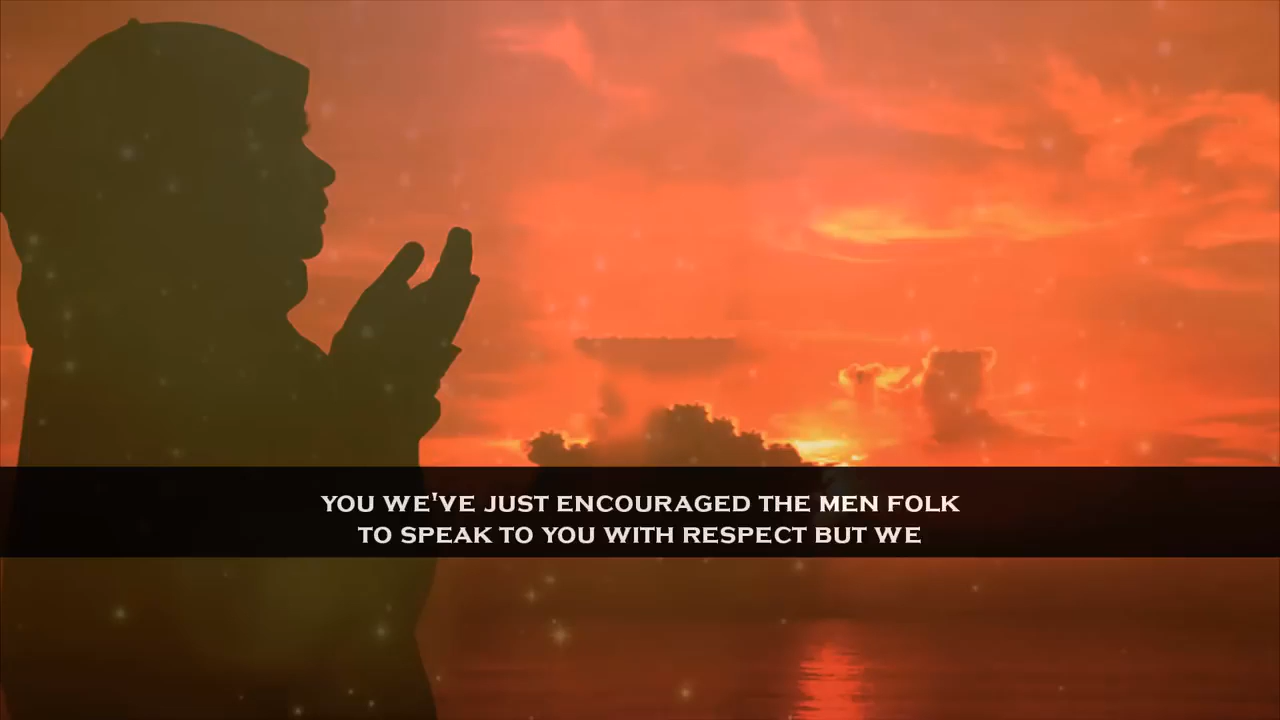 YOU WE'VE JUST ENCOURAGED THE MEN FOLK
TO SPEAK TO YOU WITH RESPECT BUT WE